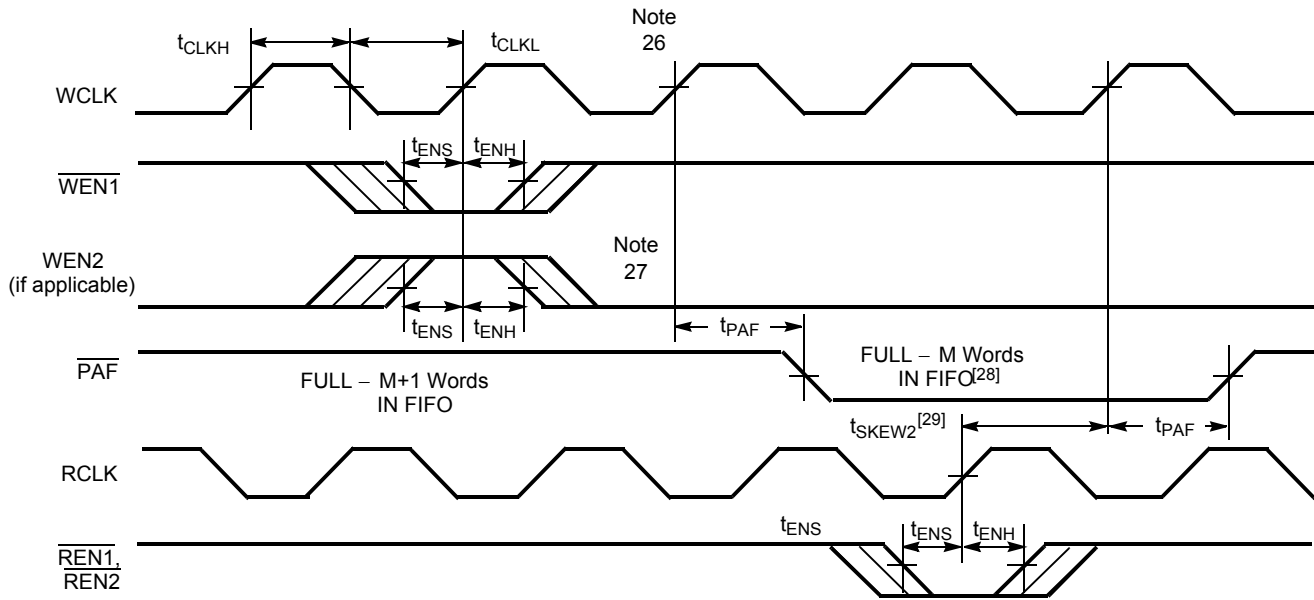 Note
26
tCLKH
tCLKL
WCLK
tENS
tENH
WEN1
WEN2
(if applicable)
Note
27
tENS
tENH
tPAF
PAF
FULL – M+1 Words
IN FIFO
FULL – M Words
IN FIFO[28]
tSKEW2[29]
tPAF
RCLK
tENS
tENS
tENH
REN1,
REN2